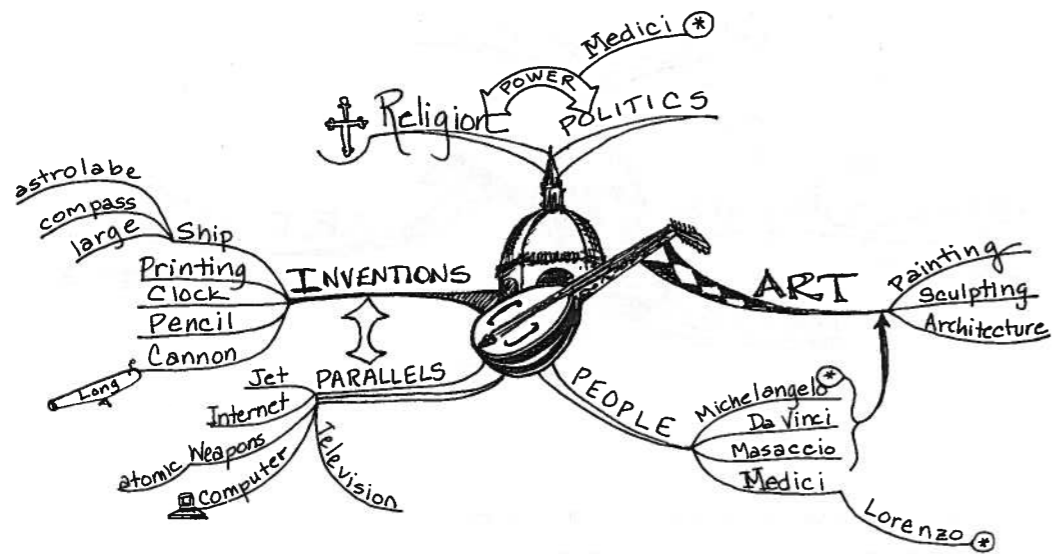 Medici *
POWER
Religion
POLITICS
astrolabe
compass
large
Ship
Printing
Clock
Pencil
Cannon
Long
INVENTIONS
ART
Painting
Sculpting
Architecture
PARALLELS
Jet
Internet
Weapons
atomic
Computer
Television
PEOPLE
Michelangelo *
Da Vinci
Masaccio
Medici
Lorenzo *